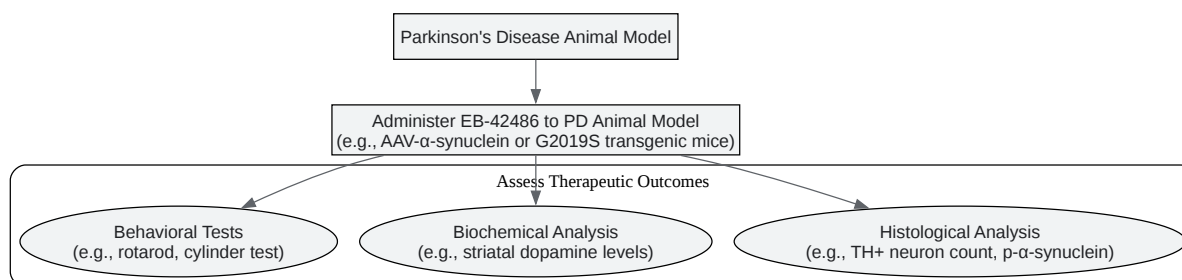 Parkinson's Disease Animal Model
Administer EB-42486 to PD Animal Model
(e.g., AAV-α-synuclein or G2019S transgenic mice)
Assess Therapeutic Outcomes
Behavioral Tests
(e.g., rotarod, cylinder test)
Biochemical Analysis
(e.g., striatal dopamine levels)
Histological Analysis
(e.g., TH+ neuron count, p-α-synuclein)